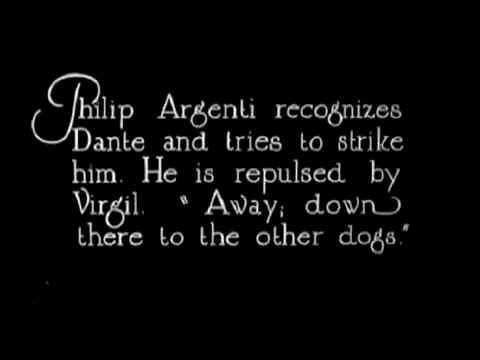 Philip Argenti recognizes
Dante and tries to strike
him. He is repulsed by
Virgil. "Away; down
there to the other dogs."